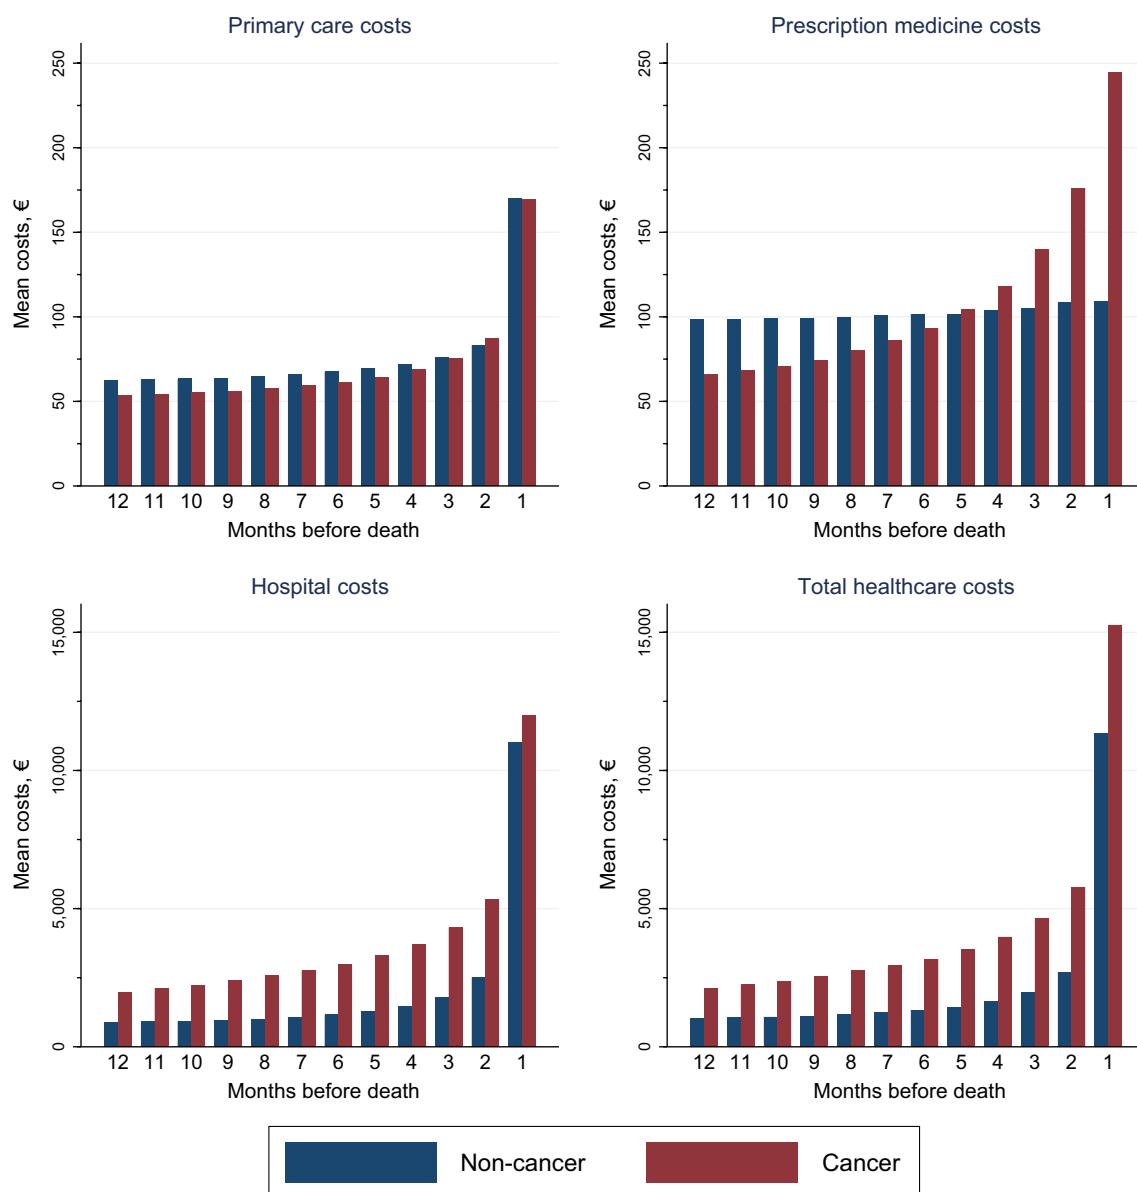 Primary care costs
Mean costs, €
250
200
150
100
50
0
12 11 10 9 8 7 6 5 4 3 2 1
Months before death
Prescription medicine costs
Mean costs, €
250
200
150
100
50
0
12 11 10 9 8 7 6 5 4 3 2 1
Months before death
Hospital costs
Mean costs, €
15,000
10,000
5,000
0
12 11 10 9 8 7 6 5 4 3 2 1
Months before death
Total healthcare costs
Mean costs, €
15,000
10,000
5,000
0
12 11 10 9 8 7 6 5 4 3 2 1
Months before death
Non-cancer
Cancer